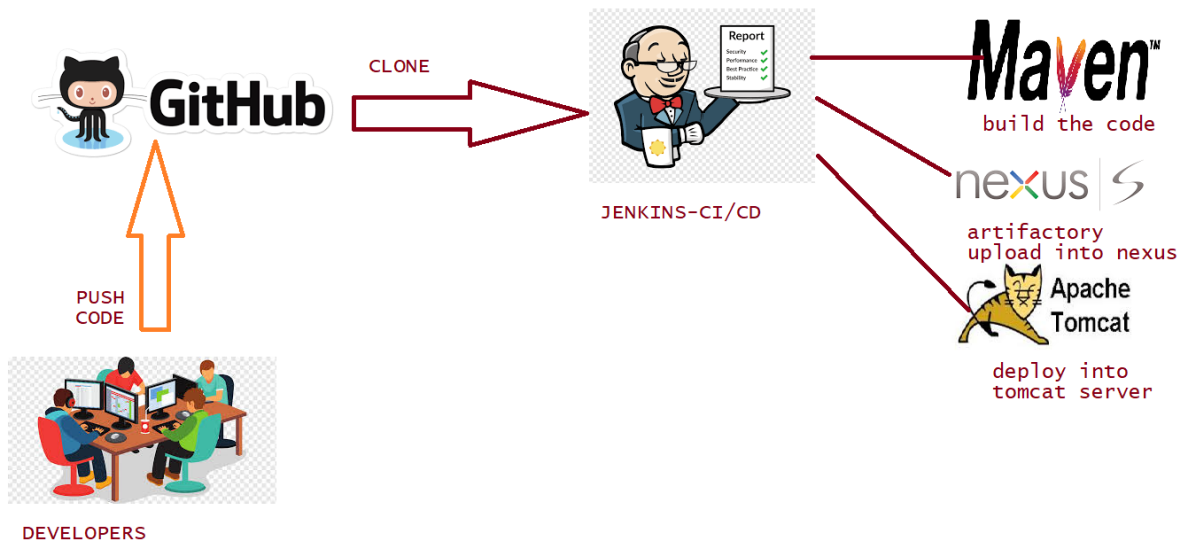 GitHub
CLONE
Report
Security
Performance
Best Practice
Stability
Maven™
build the code
JENKINS-CI/CD
nexus S
artifactory
upload into nexus
Apache
Tomcat
deploy into
tomcat server
PUSH
CODE
DEVELOPERS